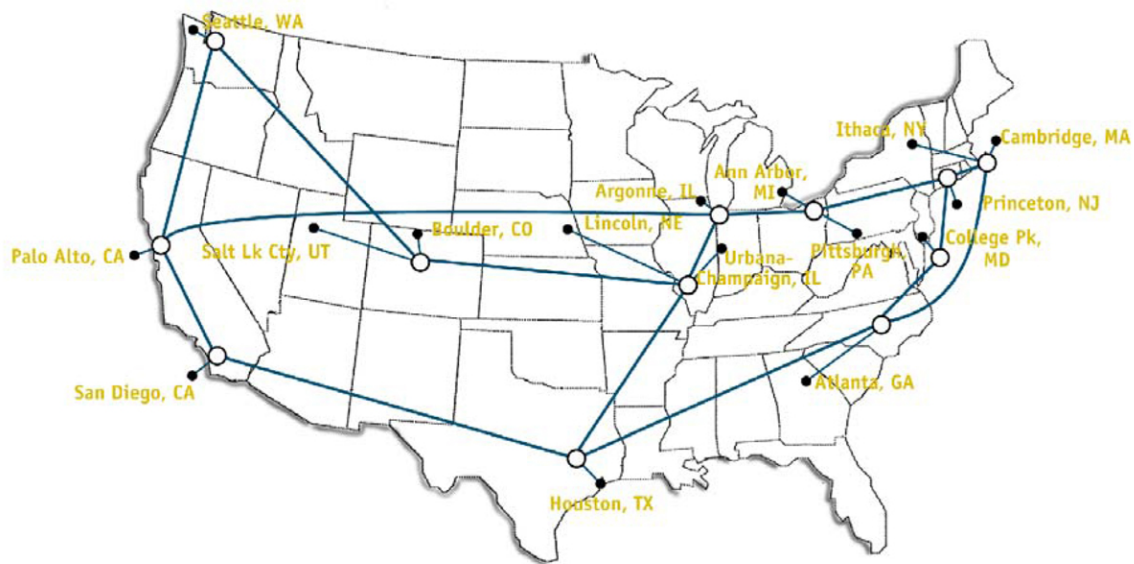 Seattle, WA
Ithaca, NY
Cambridge, MA
Ann Arbor,
MI
Argonne, IL
Princeton, NJ
Lincoln, NE
Boulder, CO
Salt Lk Cty, UT
Palo Alto, CA
College Pk,
MD
Pittsburgh,
PA
Urbana-
Champaign, IL
San Diego, CA
Atlanta, GA
Houston, TX